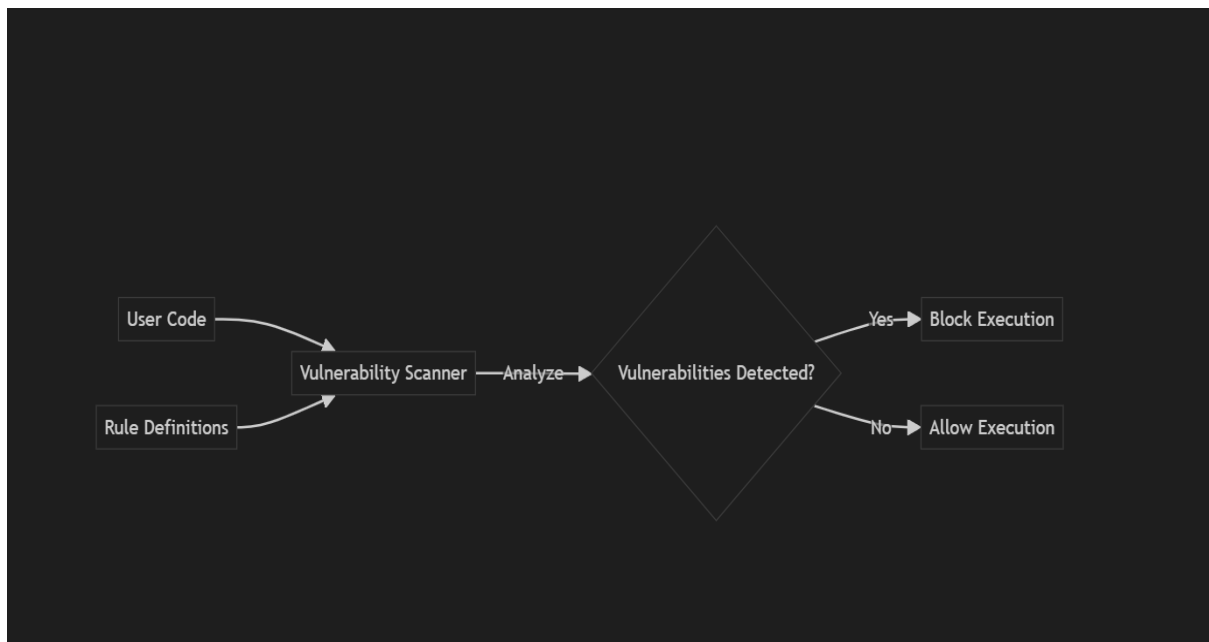 User Code
Rule Definitions
Vulnerability Scanner
Analyze
Vulnerabilities Detected?
Yes
Block Execution
No
Allow Execution